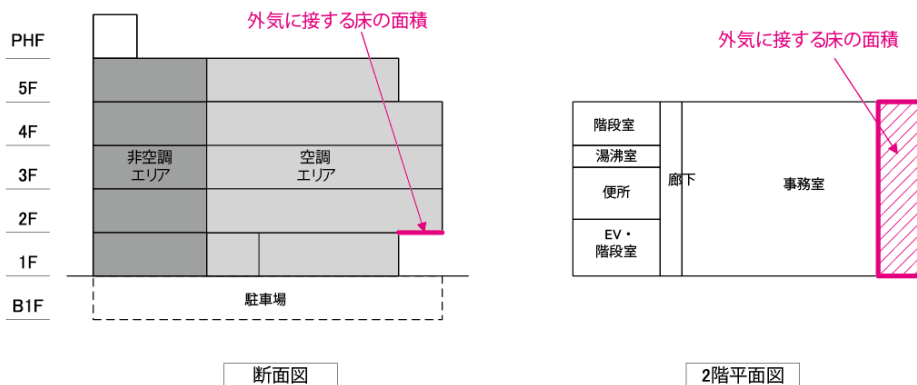 外気に接する床の面積
PHF
5F
4F
3F
2F
1F
B1F
非空調
エリア
空調
エリア
駐車場
断面図
外気に接する床の面積
階段室
湯沸室
便所
EV・
階段室
廊下
事務室
2階平面図